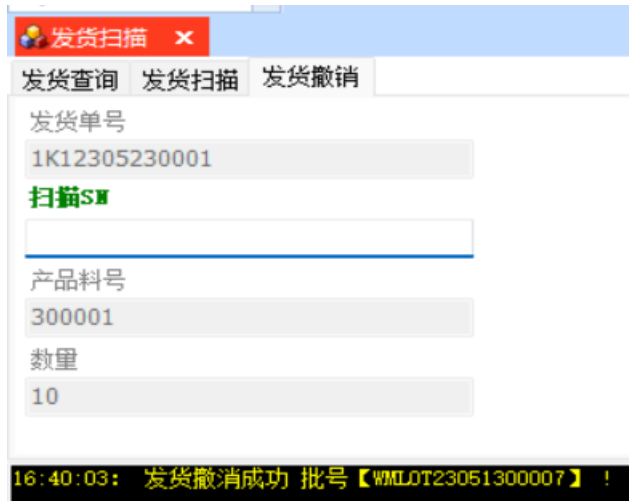 发货扫描 ×
发货查询 发货扫描 发货撤销
发货单号
1K12305230001
扫描SN
产品料号
300001
数量
10
16:40:03: 发货撤消成功 批号【WMLOT23051300007】 !